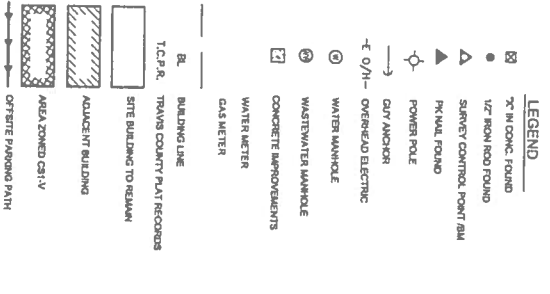 LEGEND
"X" IN CONC. FOUND
1/2" IRON ROD FOUND
SURVEY CONTROL POINT /BM
PK NAIL FOUND
POWER POLE
GUY ANCHOR
-E O/H- OVERHEAD ELECTRIC
W WATER MANHOLE
WW WASTEWATER MANHOLE
CONCRETE IMPROVEMENTS
WATER METER
GAS METER
BL BUILDING LINE
T.C.P.R. TRAVIS COUNTY PLAT RECORDS
SITE BUILDING TO REMAIN
ADJACENT BUILDING
AREA ZONED CS1-V
OFFSITE PARKING PATH